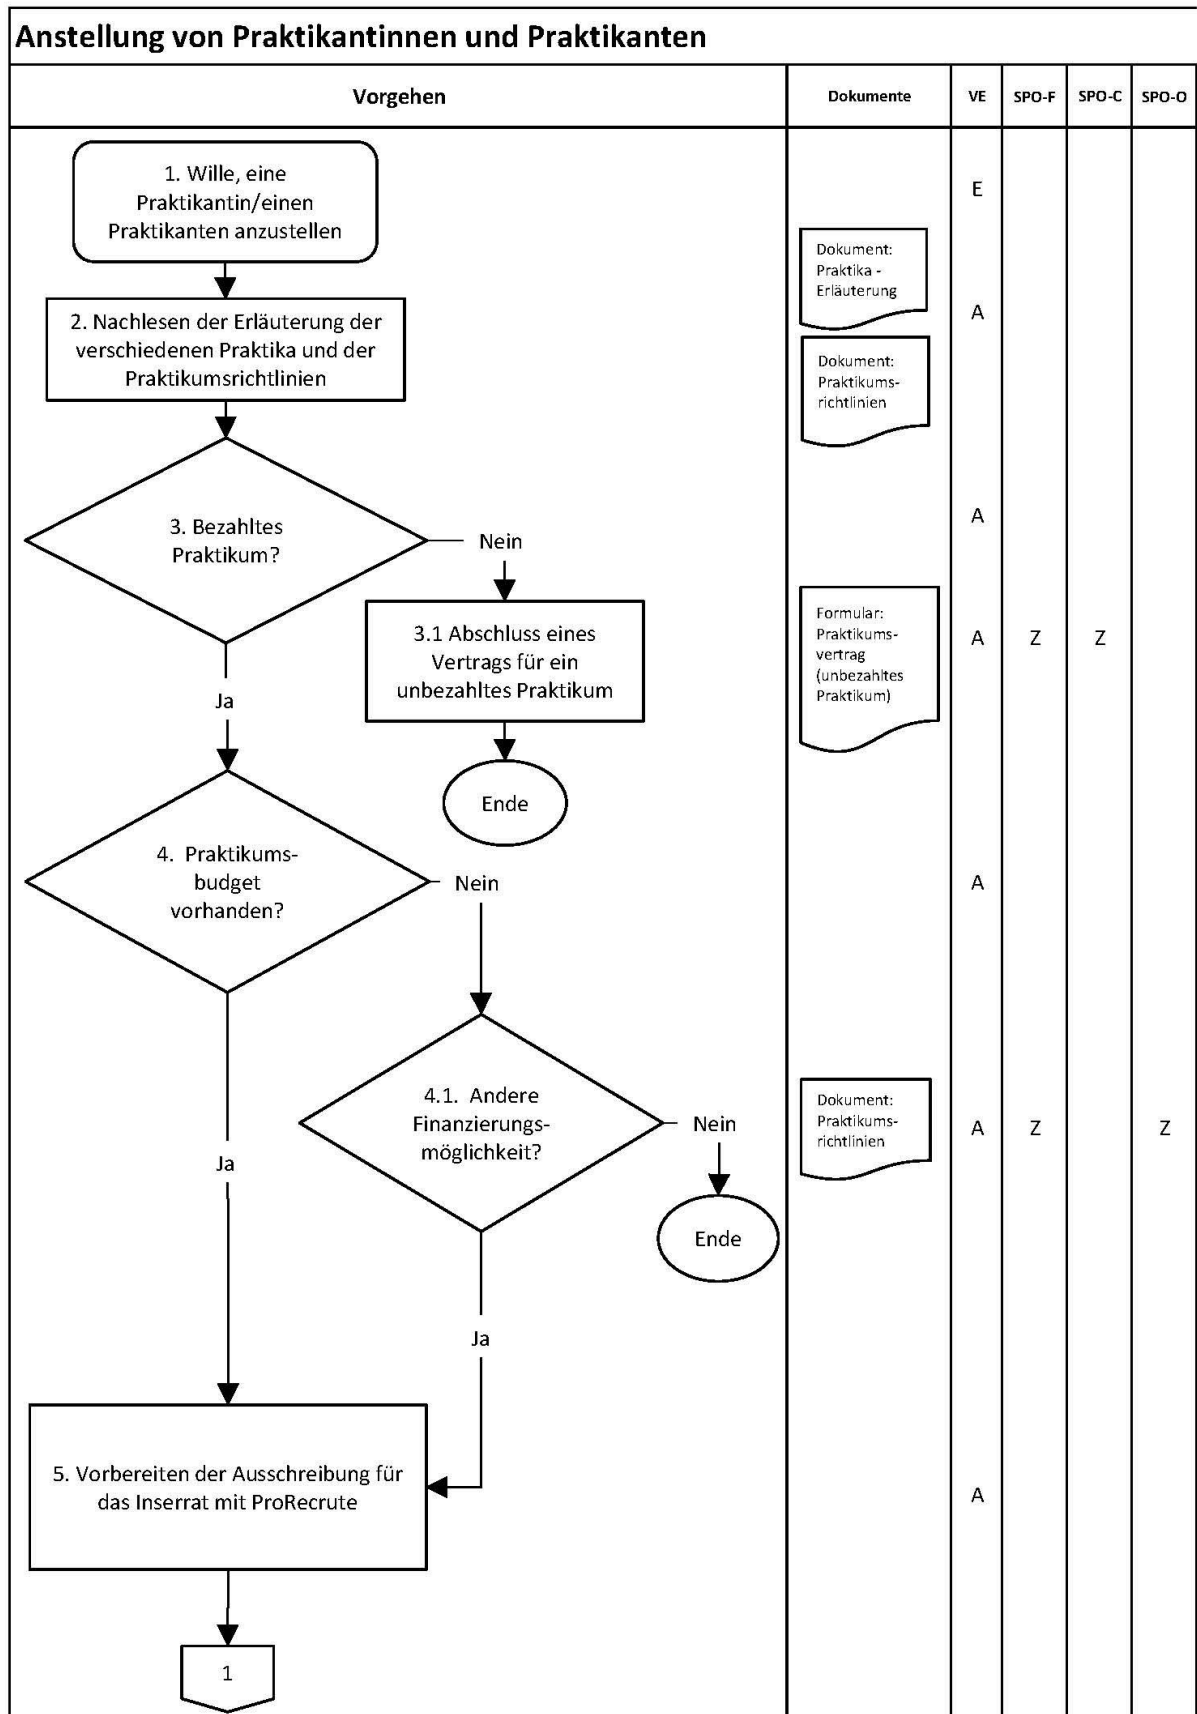 Anstellung von Praktikantinnen und Praktikanten
Vorgehen
Dokumente
VE
SPO-F
SPO-C
SPO-O
1. Wille, eine
Praktikantin/einen
Praktikanten anzustellen
E
2. Nachlesen der Erläuterung der
verschiedenen Praktika und der
Praktikumsrichtlinien
Dokument:
Praktika -
Erläuterung
A
Dokument:
Praktikums-
richtlinien
3. Bezahltes
Praktikum?
Nein
Ja
A
3.1 Abschluss eines
Vertrags für ein
unbezahltes Praktikum
Formular:
Praktikums-
vertrag
(unbezahltes
Praktikum)
A
Z
Z
Ende
4. Praktikums-
budget
vorhanden?
Nein
Ja
A
4.1. Andere
Finanzierungs-
möglichkeit?
Nein
Dokument:
Praktikums-
richtlinien
A
Z
Z
Ende
Ja
5. Vorbereiten der Ausschreibung für
das Inserrat mit ProRecrute
A
1